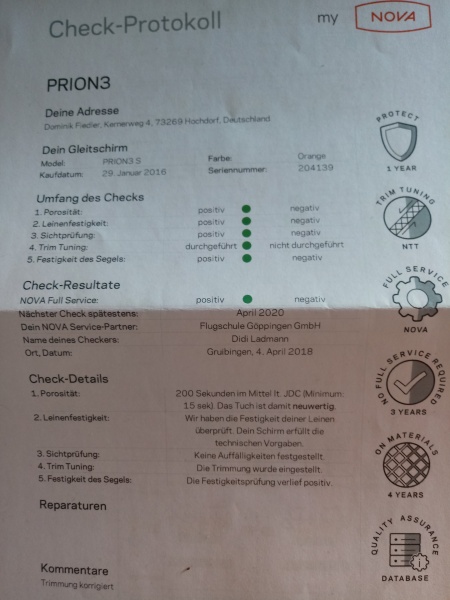 Check-Protokoll
my NOVA
PRION3
Deine Adresse
Dominik Fiedler, Kernerweg 4, 73269 Hochdorf, Deutschland
Dein Gleitschirm
Modell: PRION3 S Farbe: Orange
Kaufdatum: 29. Januar 2016 Seriennummer: 204139
Umfang des Checks
1. Porosität: positiv negativ
2. Leinenfestigkeit: positiv negativ
3. Sichtprüfung: positiv negativ
4. Trim Tuning: durchgeführt nicht durchgeführt
5. Festigkeit des Segels: positiv negativ
Check-Resultate
NOVA Full Service: positiv negativ
Nächster Check spätestens: April 2020
Dein NOVA Service-Partner: Flugschule Göppingen GmbH
Name deines Checkers: Didi Ladmann
Ort, Datum: Gruibingen, 4. April 2018
Check-Details
1. Porosität: 200 Sekunden im Mittel lt. JDC (Minimum:
15 sek). Das Tuch ist damit neuwertig.
2. Leinenfestigkeit: Wir haben die Festigkeit deiner Leinen
überprüft. Dein Schirm erfüllt die
technischen Vorgaben.
3. Sichtprüfung: Keine Auffälligkeiten festgestellt.
4. Trim Tuning: Die Trimmung wurde eingestellt.
5. Festigkeit des Segels: Die Festigkeitsprüfung verlief positiv.
Reparaturen
Kommentare
Trimmung korrigiert
PROTECT
1 YEAR
TRIM TUNING
NTT
FULL SERVICE
NOVA
NO FULL SERVICE REQUIRED
3 YEARS
ON MATERIALS
4 YEARS
QUALITY ASSURANCE
DATABASE